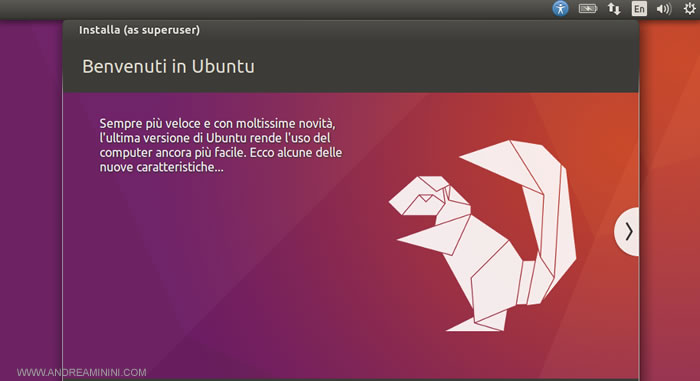 En
Installa (as superuser)
Benvenuti in Ubuntu
Sempre più veloce e con moltissime novità,
l'ultima versione di Ubuntu rende l'uso del
computer ancora più facile. Ecco alcune delle
nuove caratteristiche...
WWW.ANDREAMININI.COM